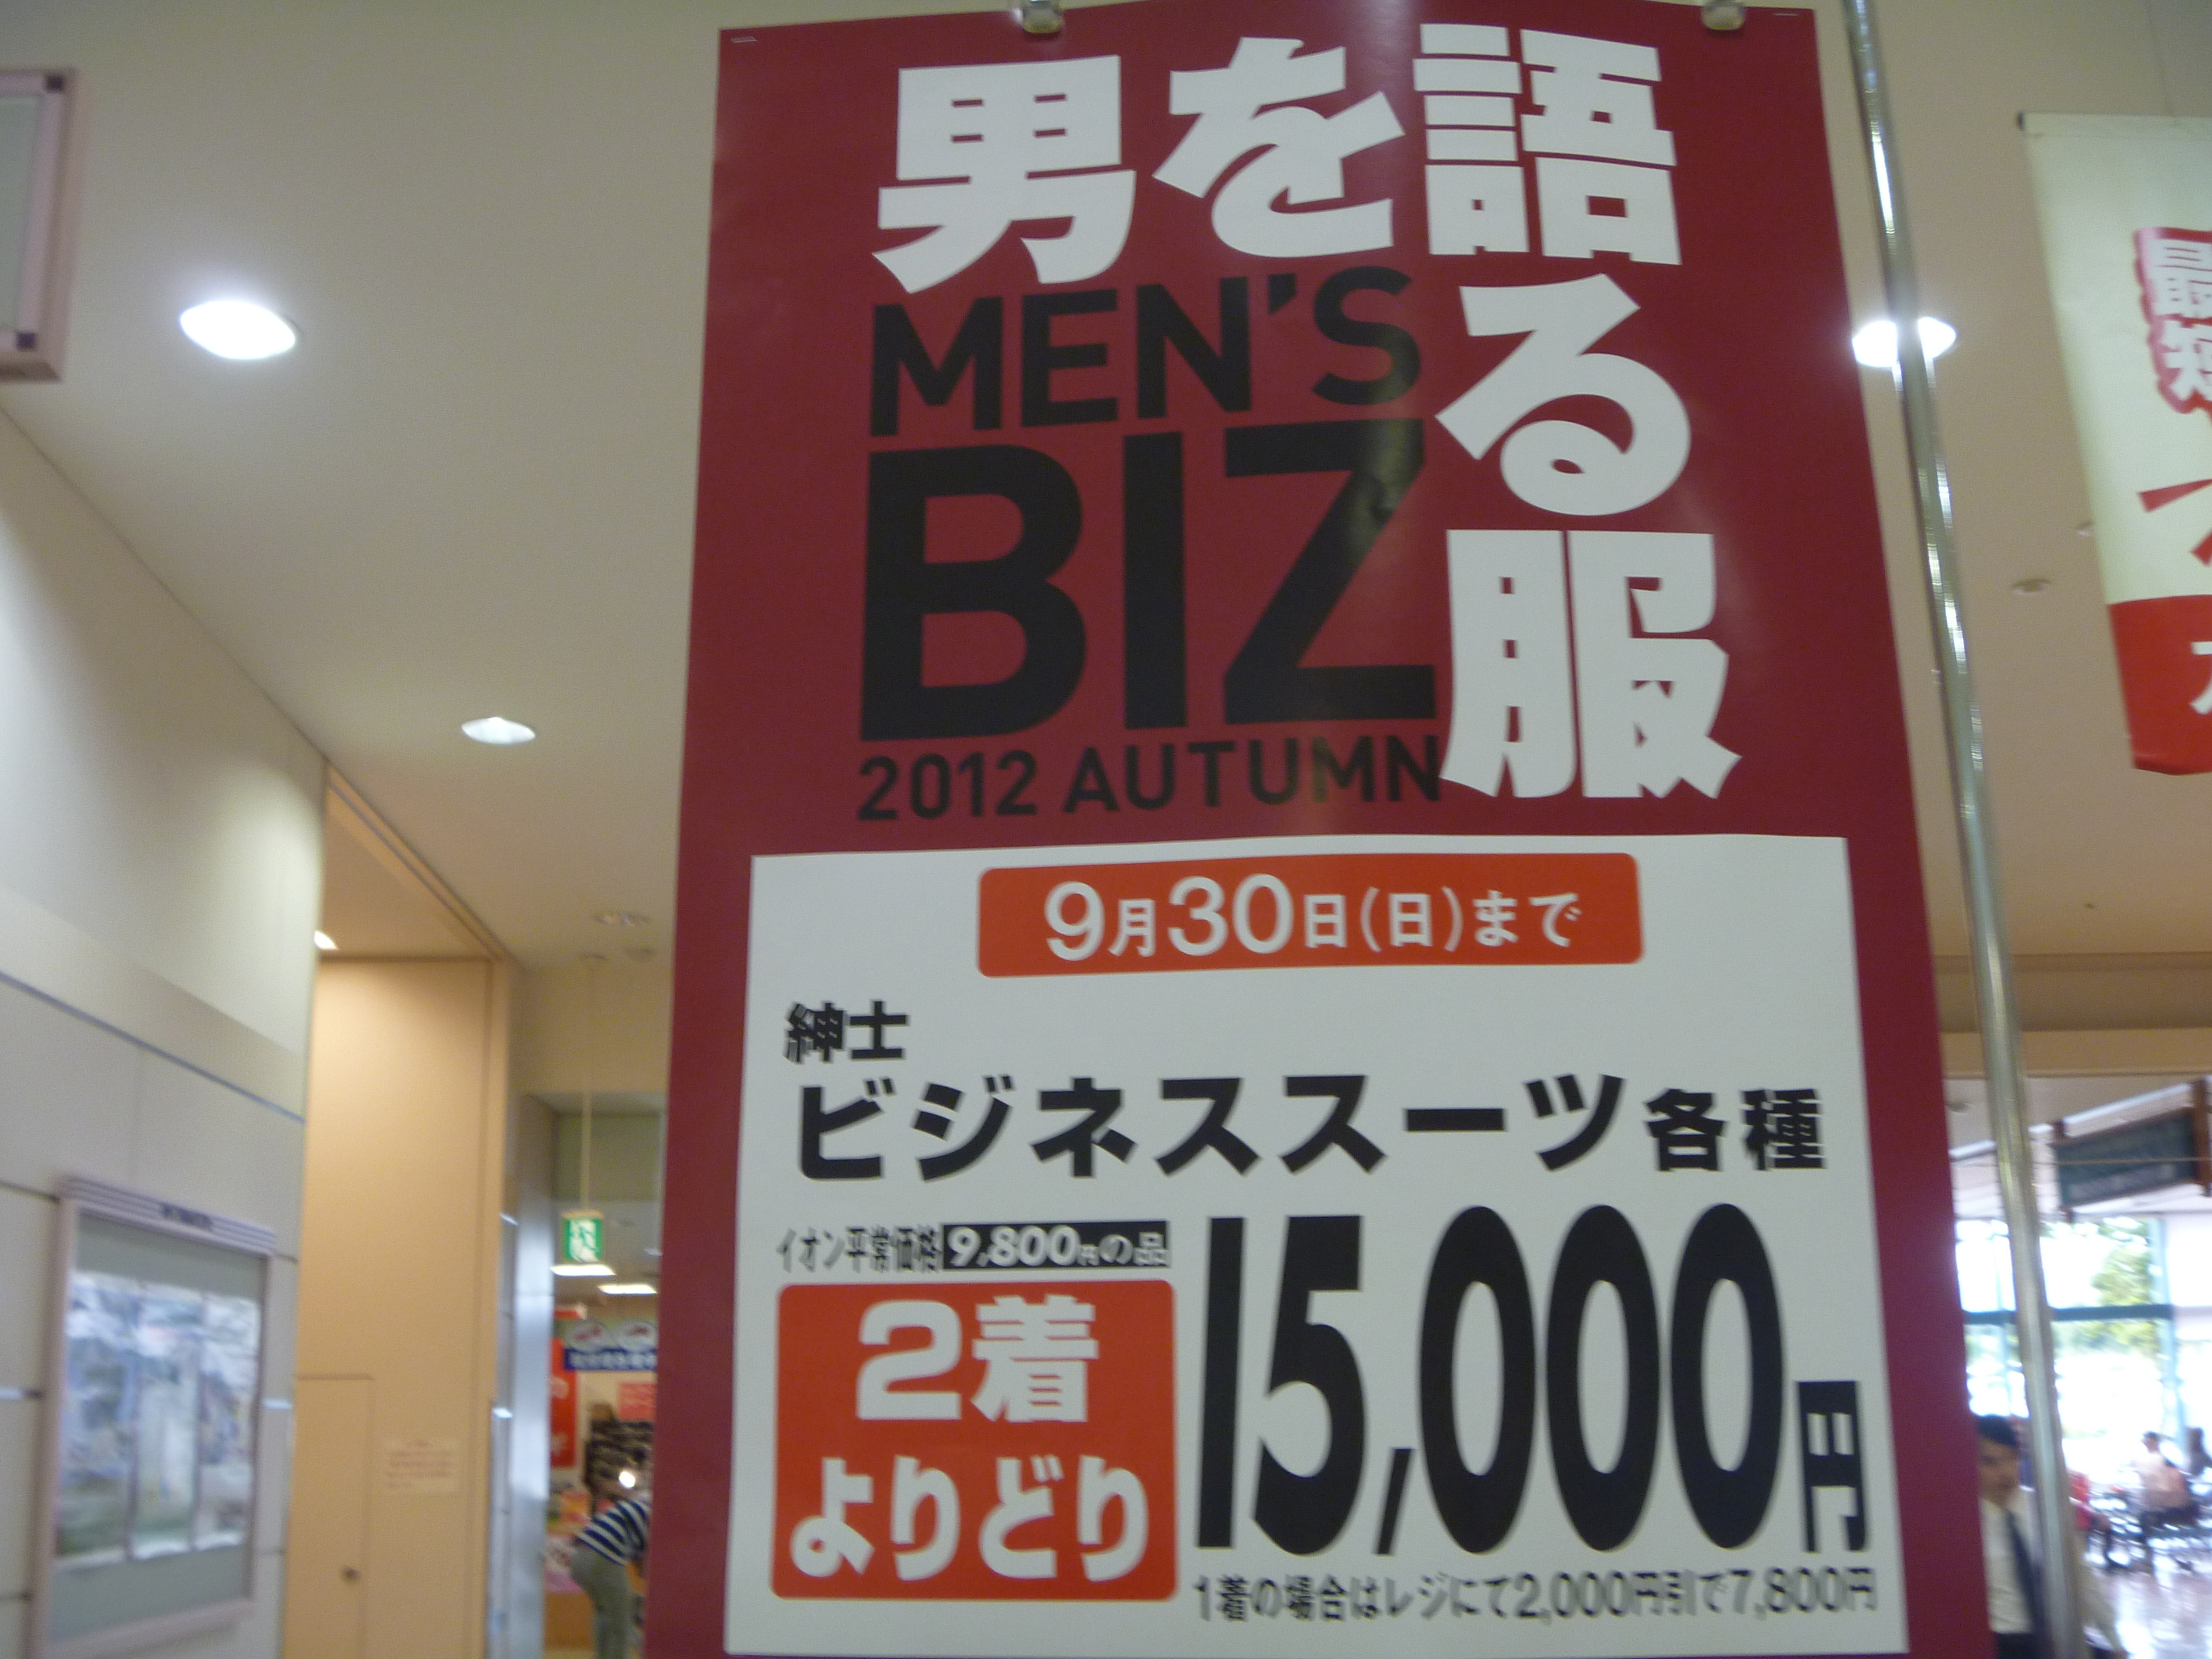 男を語る服
MEN'S
BIZ
2012 AUTUMN
9月30日(日)まで
紳士
ビジネススーツ各種
イオン平常価格9,800円の品
2着
よりどり
15,000円
1着の場合はレジにて2,000円引で7,800円
最短